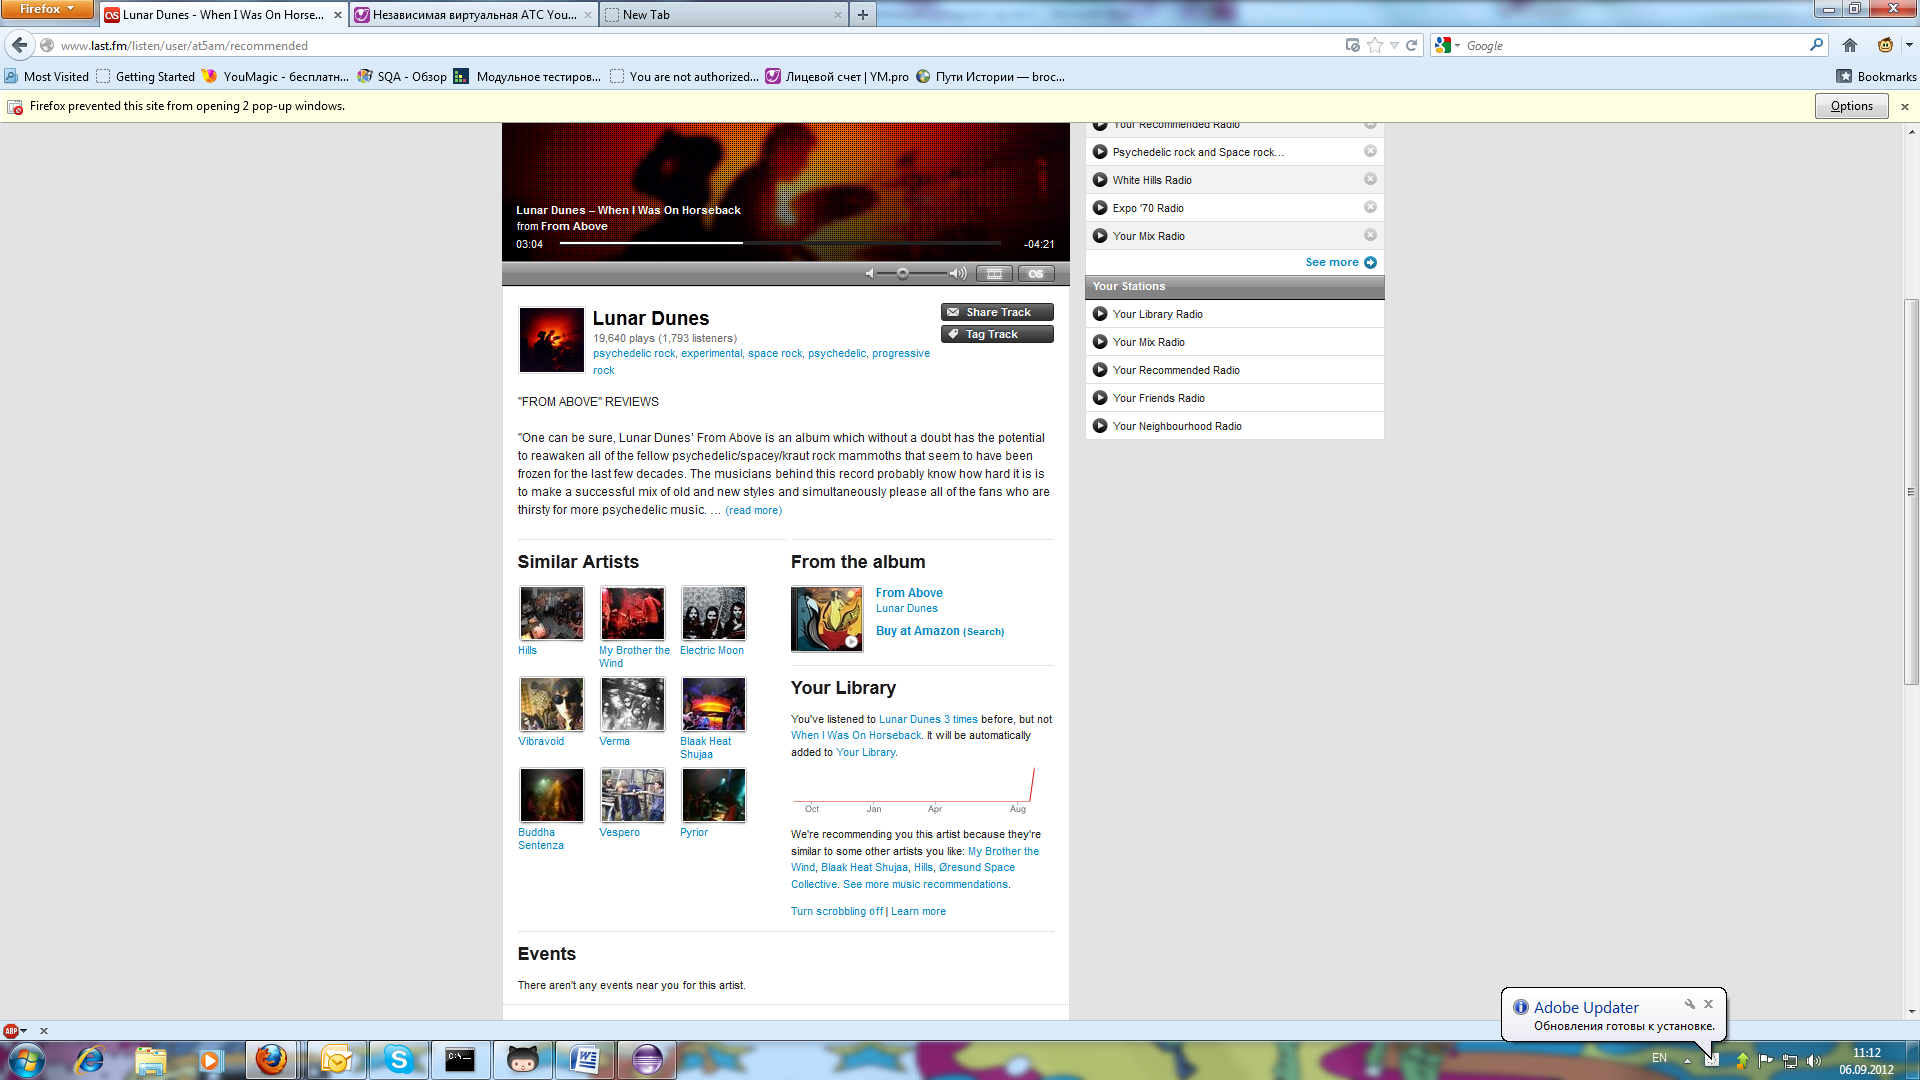 Firefox
Lunar Dunes - When I Was On Horse...
Независимая виртуальная АТС You...
New Tab
www.last.fm/listen/user/at5am/recommended
Google
Most Visited
Getting Started
YouMagic - бесплатн...
SQA - Обзор
Модульное тестиров...
You are not authorized...
Лицевой счет | YM.pro
Пути Истории — broc...
Bookmarks
Firefox prevented this site from opening 2 pop-up windows.
Options
Lunar Dunes – When I Was On Horseback
from From Above
03:04
-04:21
Lunar Dunes
19,640 plays (1,793 listeners)
psychedelic rock, experimental, space rock, psychedelic, progressive
rock
Share Track
Tag Track
"FROM ABOVE" REVIEWS
"One can be sure, Lunar Dunes' From Above is an album which without a doubt has the potential
to reawaken all of the fellow psychedelic/spacey/kraut rock mammoths that seem to have been
frozen for the last few decades. The musicians behind this record probably know how hard it is is
to make a successful mix of old and new styles and simultaneously please all of the fans who are
thirsty for more psychedelic music. ... (read more)
Similar Artists
Hills
My Brother the
Wind
Electric Moon
Vibravoid
Verma
Blaak Heat
Shujaa
Buddha
Sentenza
Vespero
Pyrior
From the album
From Above
Lunar Dunes
Buy at Amazon (Search)
Your Library
You've listened to Lunar Dunes 3 times before, but not
When I Was On Horseback. It will be automatically
added to Your Library.
Oct
Jan
Apr
Aug
We're recommending you this artist because they're
similar to some other artists you like: My Brother the
Wind, Blaak Heat Shujaa, Hills, Øresund Space
Collective. See more music recommendations.
Turn scrobbling off | Learn more
Events
There aren't any events near you for this artist.
Your Recommended Radio
Psychedelic rock and Space rock...
White Hills Radio
Expo '70 Radio
Your Mix Radio
See more
Your Stations
Your Library Radio
Your Mix Radio
Your Recommended Radio
Your Friends Radio
Your Neighbourhood Radio
Adobe Updater
Обновления готовы к установке.
ABP
C:\
EN
11:12
06.09.2012